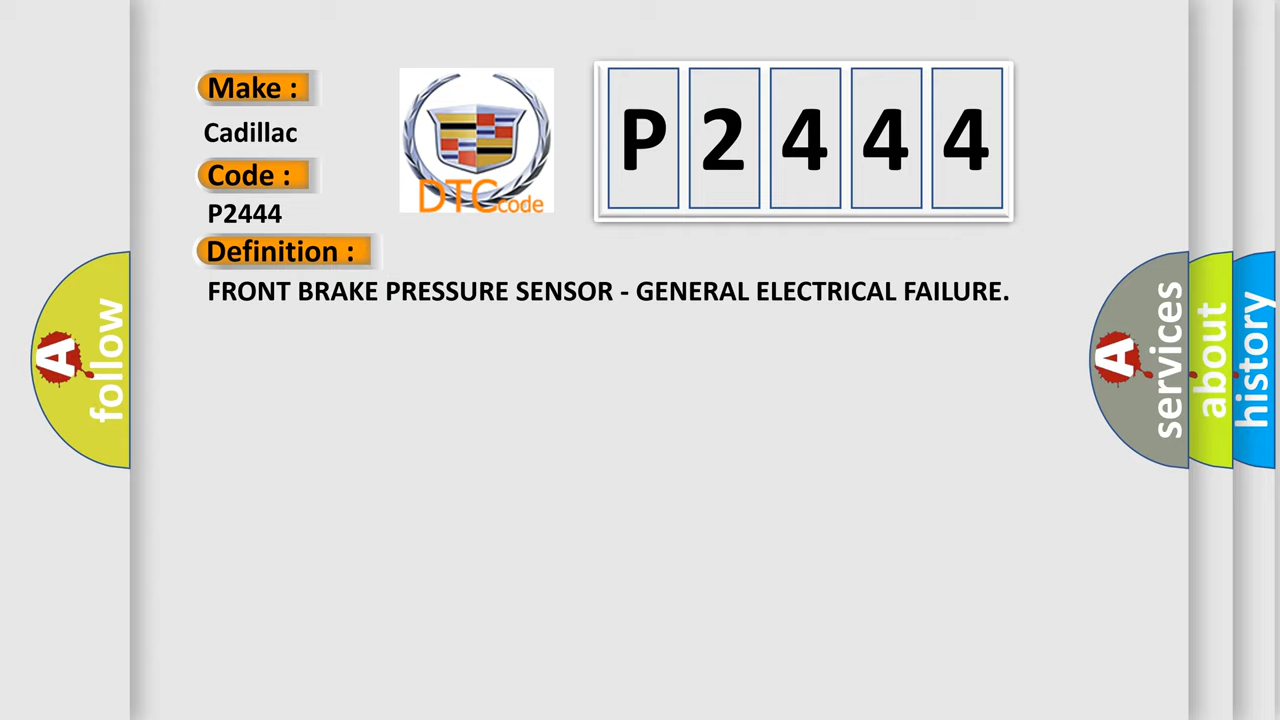 Make :
Cadillac
Code :
P2444
Definition :
FRONT BRAKE PRESSURE SENSOR - GENERAL ELECTRICAL FAILURE.
DTC code
P 2 4 4 4
A follow
A services
about
history